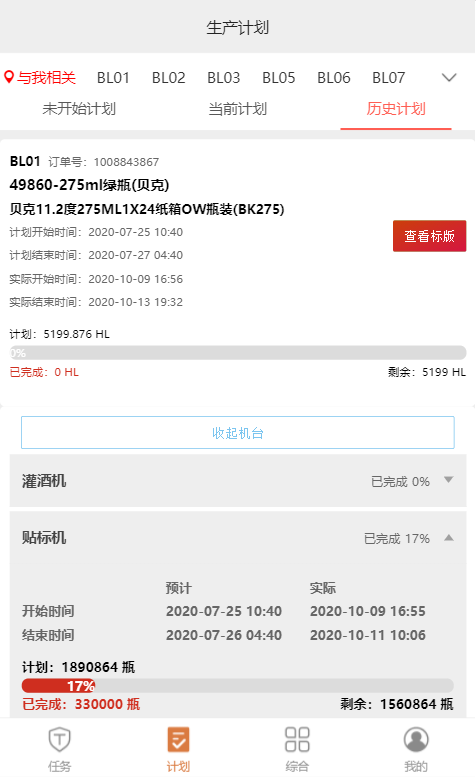 生产计划
与我相关 BL01 BL02 BL03 BL05 BL06 BL07
未开始计划 当前计划 历史计划
BL01 订单号：1008843867
49860-275ml绿瓶(贝克)
贝克11.2度275ML1X24纸箱OW瓶装(BK275)
计划开始时间：2020-07-25 10:40
查看标版
计划结束时间：2020-07-27 04:40
实际开始时间：2020-10-09 16:56
实际结束时间：2020-10-13 19:32
计划：5199.876 HL
0%
已完成：0 HL 剩余：5199 HL
收起机台
灌酒机 已完成 0%
贴标机 已完成 17%
预计 实际
开始时间 2020-07-25 10:40 2020-10-09 16:55
结束时间 2020-07-26 04:40 2020-10-11 10:06
计划：1890864 瓶
17%
已完成：330000 瓶 剩余：1560864 瓶
任务 计划 综合 我的